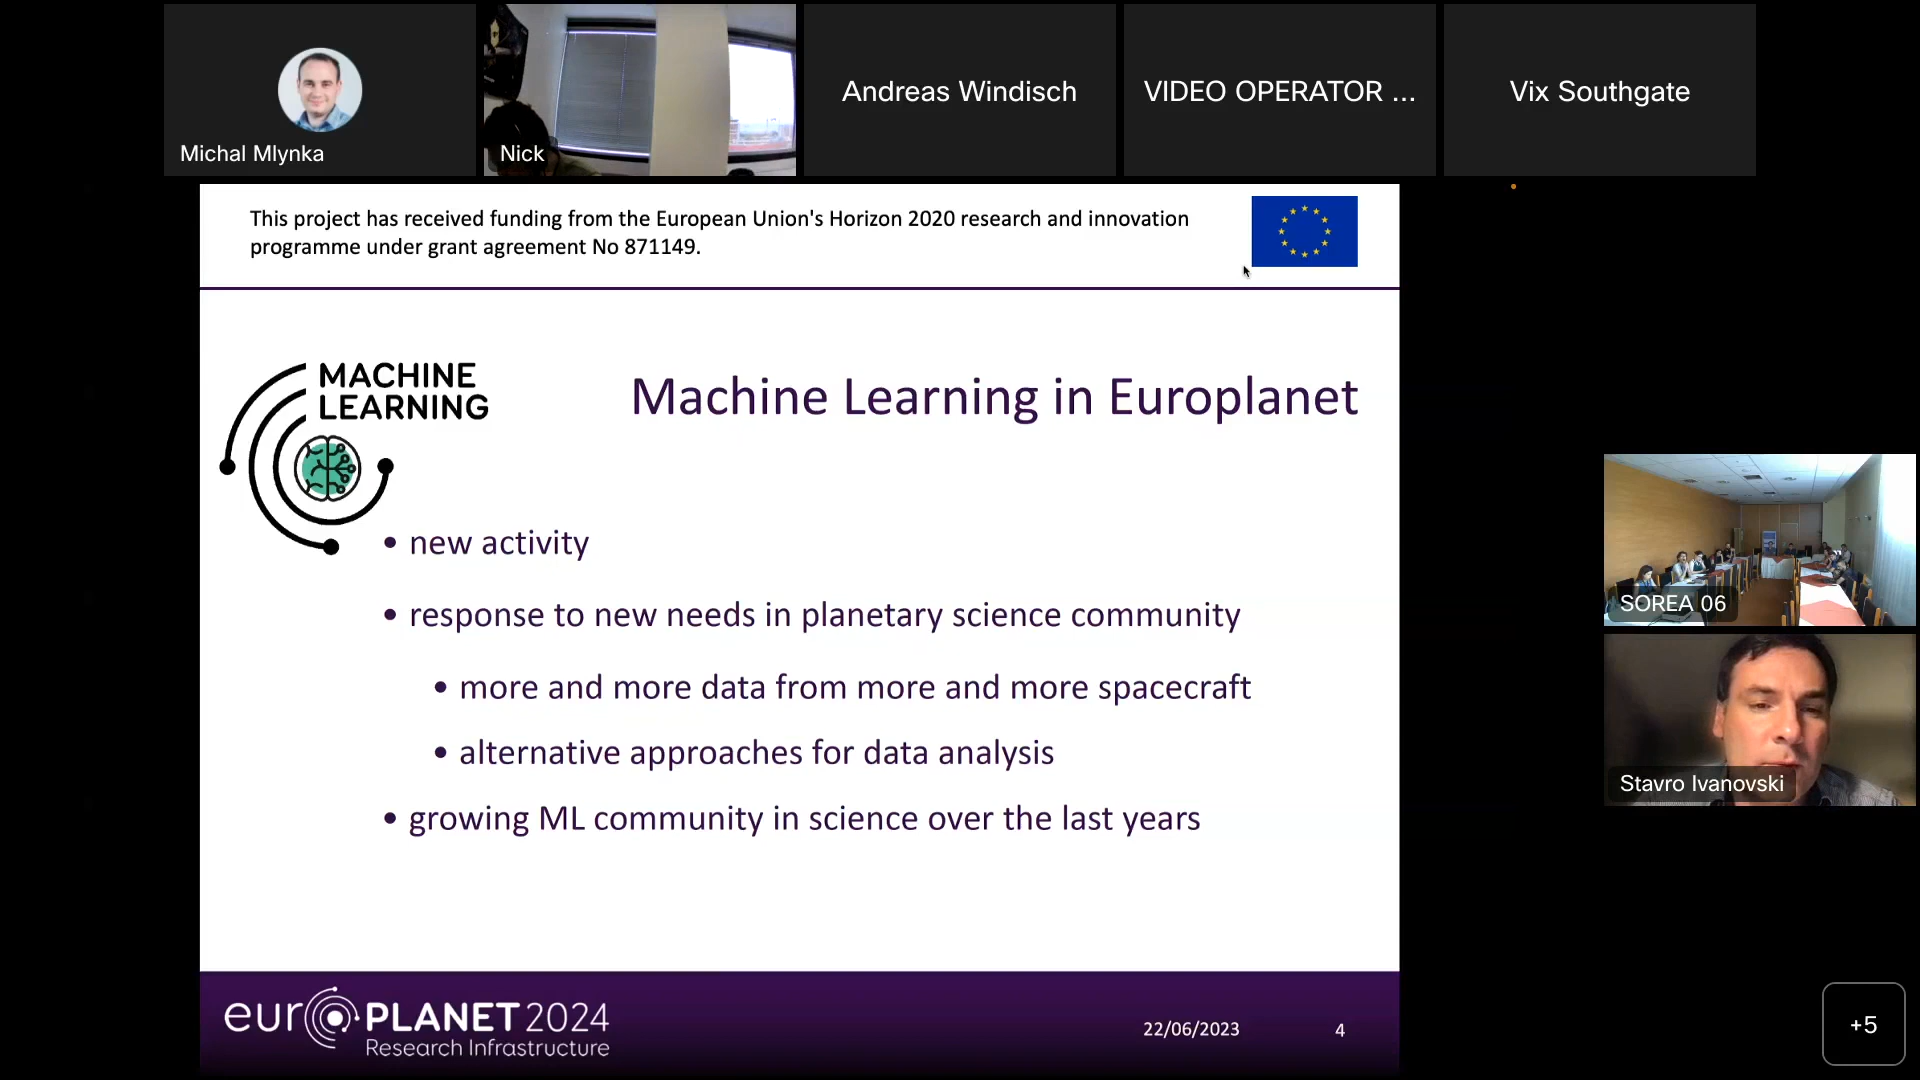 Michal Mlynka
Nick
Andreas Windisch
VIDEO OPERATOR ...
Vix Southgate
This project has received funding from the European Union's Horizon 2020 research and innovation
programme under grant agreement No 871149.
MACHINE
LEARNING
Machine Learning in Europlanet
• new activity
• response to new needs in planetary science community
• more and more data from more and more spacecraft
• alternative approaches for data analysis
• growing ML community in science over the last years
SOREA 06
Stavro Ivanovski
euroPLANET 2024
Research Infrastructure
22/06/2023
4
+5